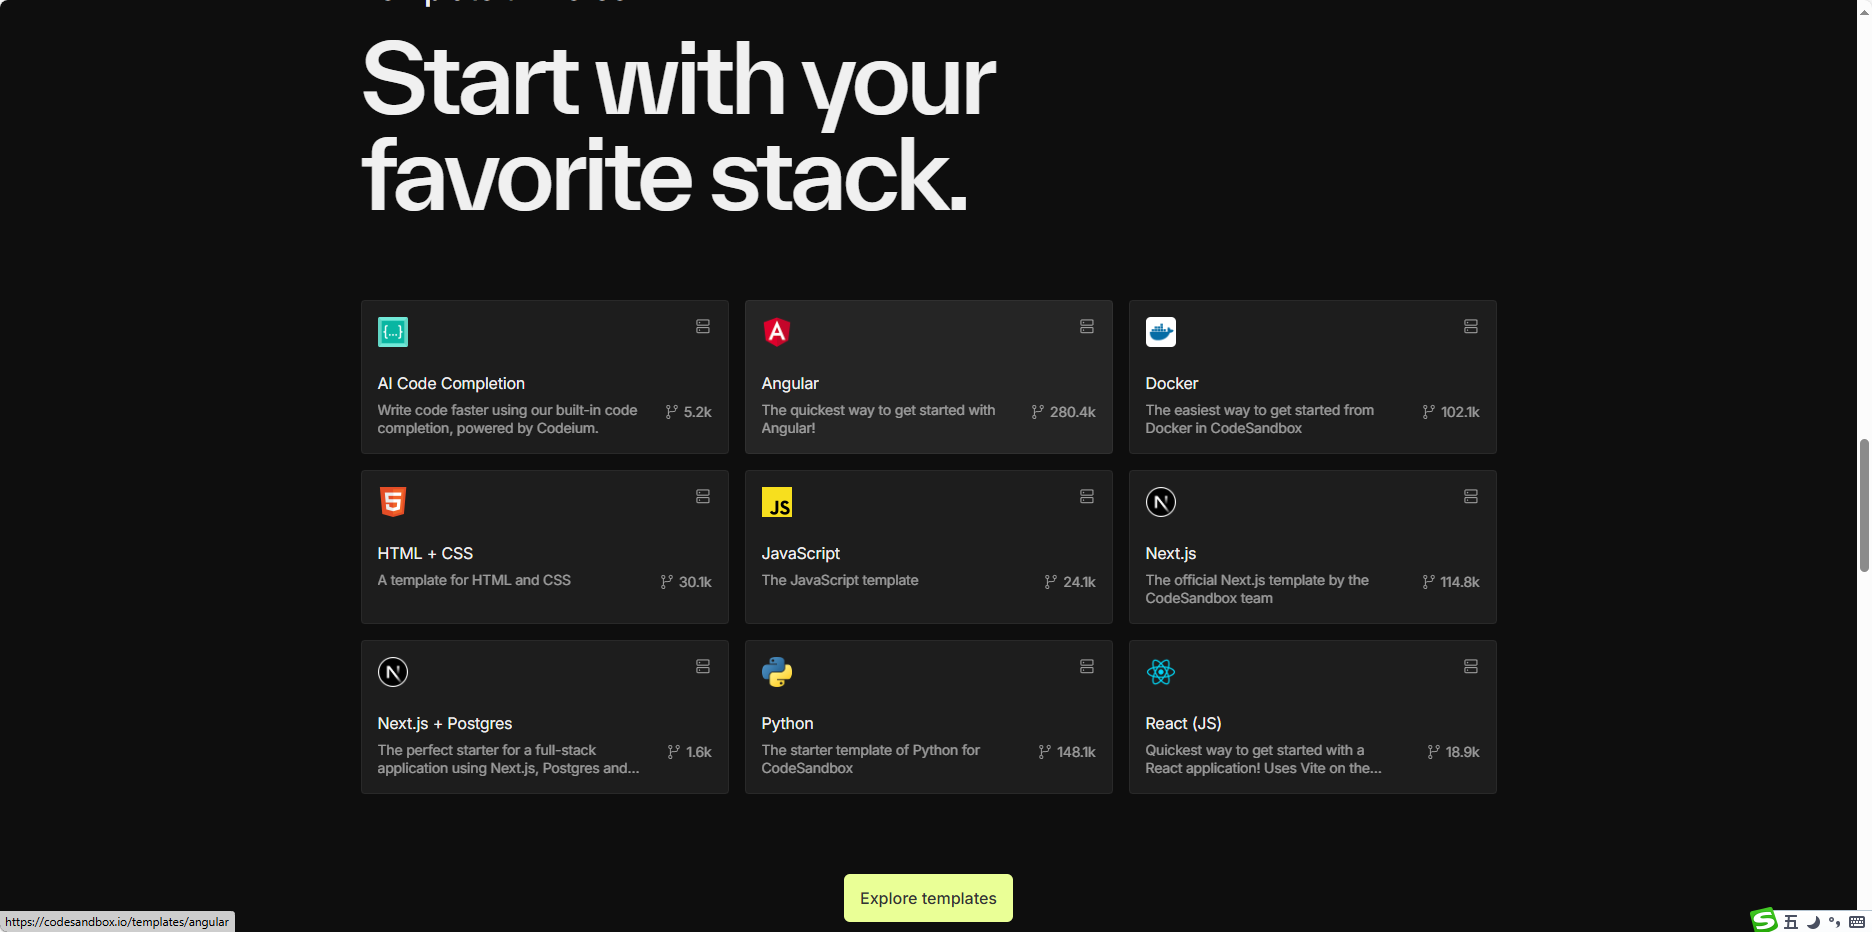 Start with your
favorite stack.
{...}
AI Code Completion
Write code faster using our built-in code
completion, powered by Codeium.
5.2k
Angular
The quickest way to get started with
Angular!
280.4k
Docker
The easiest way to get started from
Docker in CodeSandbox
102.1k
HTML + CSS
A template for HTML and CSS
30.1k
JS
JavaScript
The JavaScript template
24.1k
Next.js
The official Next.js template by the
CodeSandbox team
114.8k
Next.js + Postgres
The perfect starter for a full-stack
application using Next.js, Postgres and...
1.6k
Python
The starter template of Python for
CodeSandbox
148.1k
React (JS)
Quickest way to get started with a
React application! Uses Vite on the...
18.9k
Explore templates
https://codesandbox.io/templates/angular
五